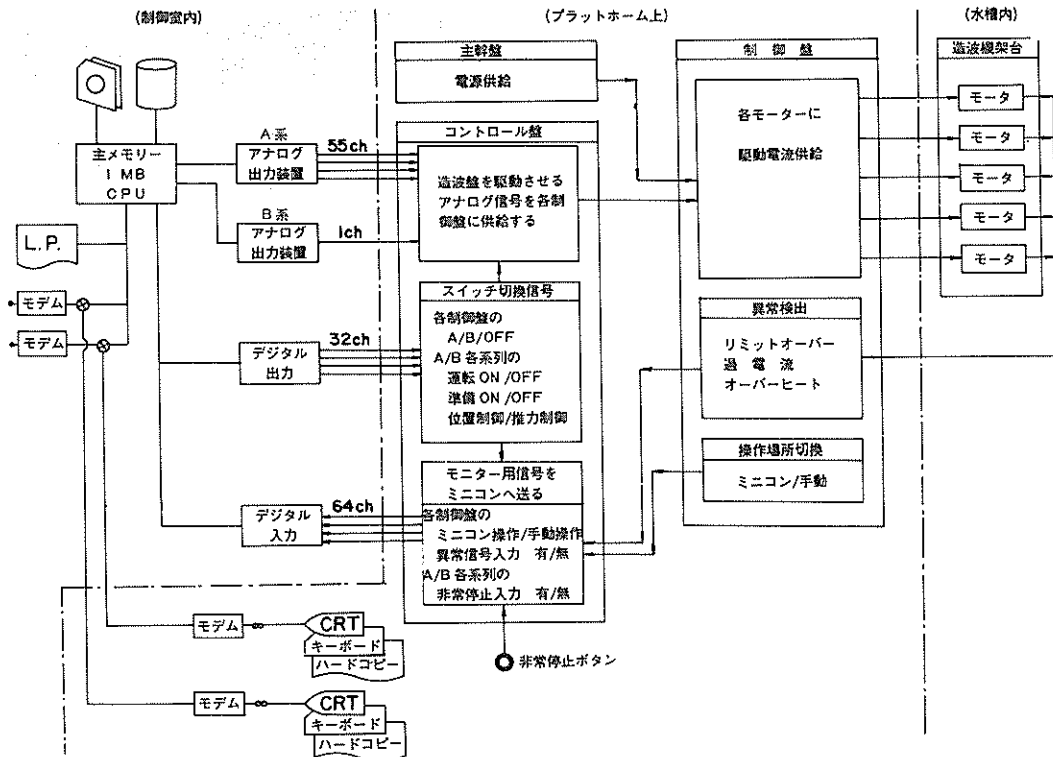 (制御室内)
(プラットホーム上)
(水槽内)
主メモリー
1 MB
CPU
L.P.
モデム
モデム
A系
アナログ
出力装置
55ch
B系
アナログ
出力装置
1ch
デジタル
出力
32ch
デジタル
入力
64ch
主幹盤
電源供給
コントロール盤
造波盤を駆動させる
アナログ信号を各制
御盤に供給する
スイッチ切換信号
各制御盤の
A/B/OFF
A/B各系列の
運転ON/OFF
準備ON/OFF
位置制御/推力制御
モニター用信号を
ミニコンへ送る
各制御盤の
ミニコン操作/手動操作
異常信号入力 有/無
A/B各系列の
非常停止入力 有/無
非常停止ボタン
制御盤
各モーターに
駆動電流供給
異常検出
リミットオーバー
過電流
オーバーヒート
操作場所切換
ミニコン/手動
造波機架台
モータ
モータ
モータ
モータ
モータ
モデム
CRT
キーボード
ハードコピー
モデム
CRT
キーボード
ハードコピー